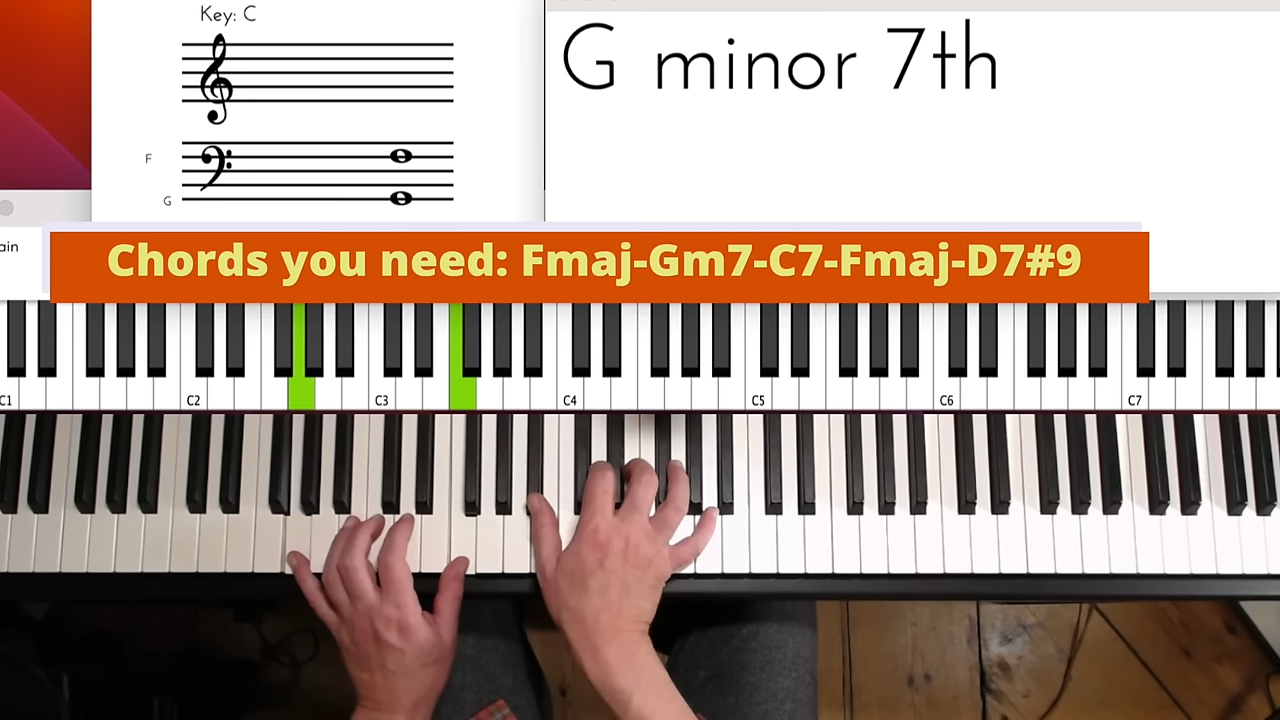 Key: C
G minor 7th
F
G
ain
Chords you need: Fmaj-Gm7-C7-Fmaj-D7#9
C1 C2 C3 C4 C5 C6 C7